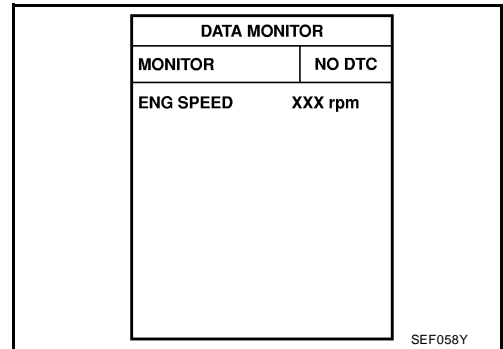 DATA MONITOR
MONITOR NO DTC
ENG SPEED XXX rpm
SEF058Y